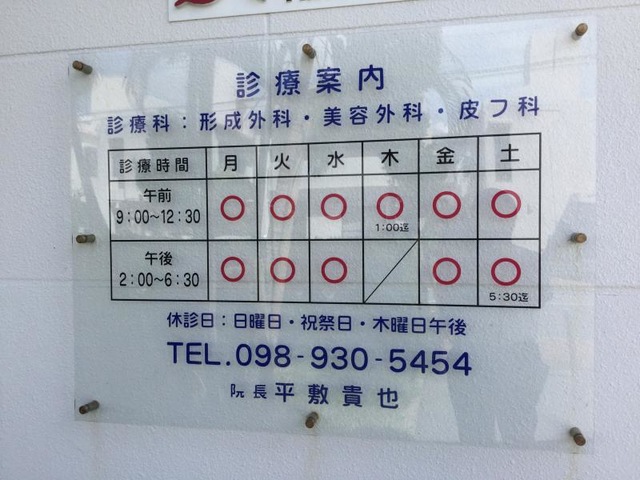 診療案内
診療科：形成外科・美容外科・皮フ科
診療時間 月 火 水 木 金 土
午前
9：00～12：30 ○ ○ ○ ○ ○ ○
1：00迄
午後
2：00～6：30 ○ ○ ○ ／ ○ ○
5：30迄
休診日：日曜日・祝祭日・木曜日午後
TEL.098-930-5454
院長 平敷貴也